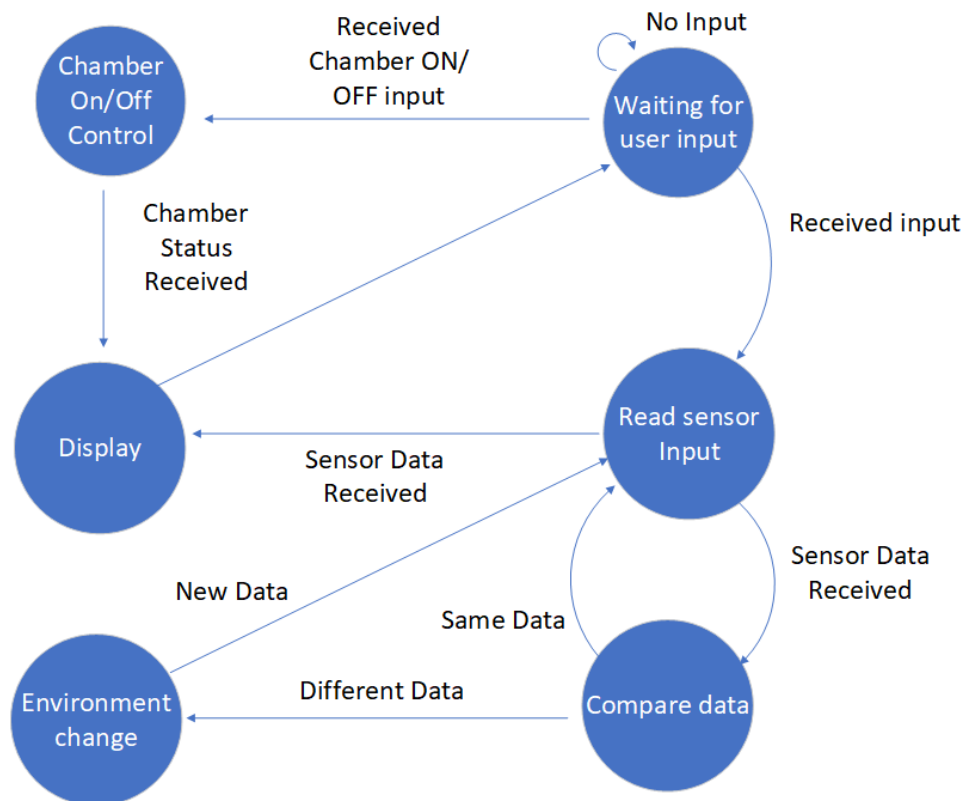 No Input
Received
Chamber ON/
OFF input
Chamber
On/Off
Control
Waiting for
user input
Chamber
Status
Received
Received input
Display
Read sensor
Input
Sensor Data
Received
New Data
Same Data
Sensor Data
Received
Environment
change
Different Data
Compare data